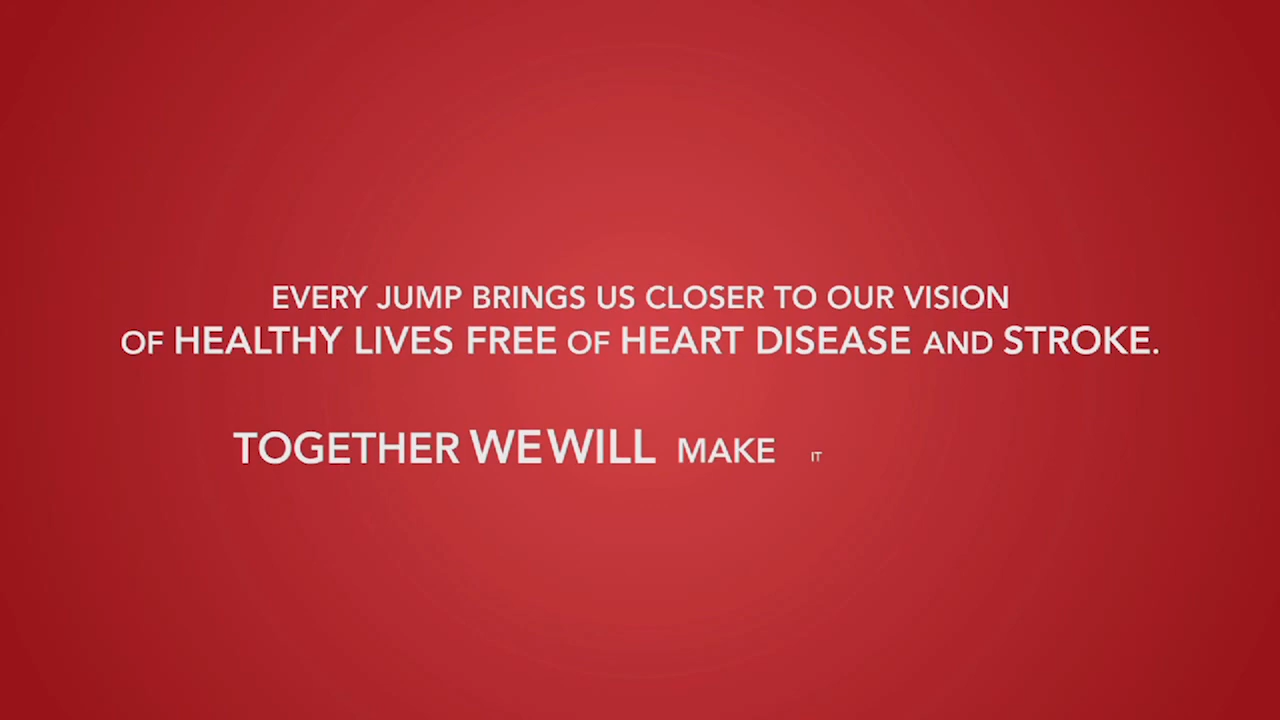 EVERY JUMP BRINGS US CLOSER TO OUR VISION
OF HEALTHY LIVES FREE OF HEART DISEASE AND STROKE.
TOGETHER WE WILL MAKE IT